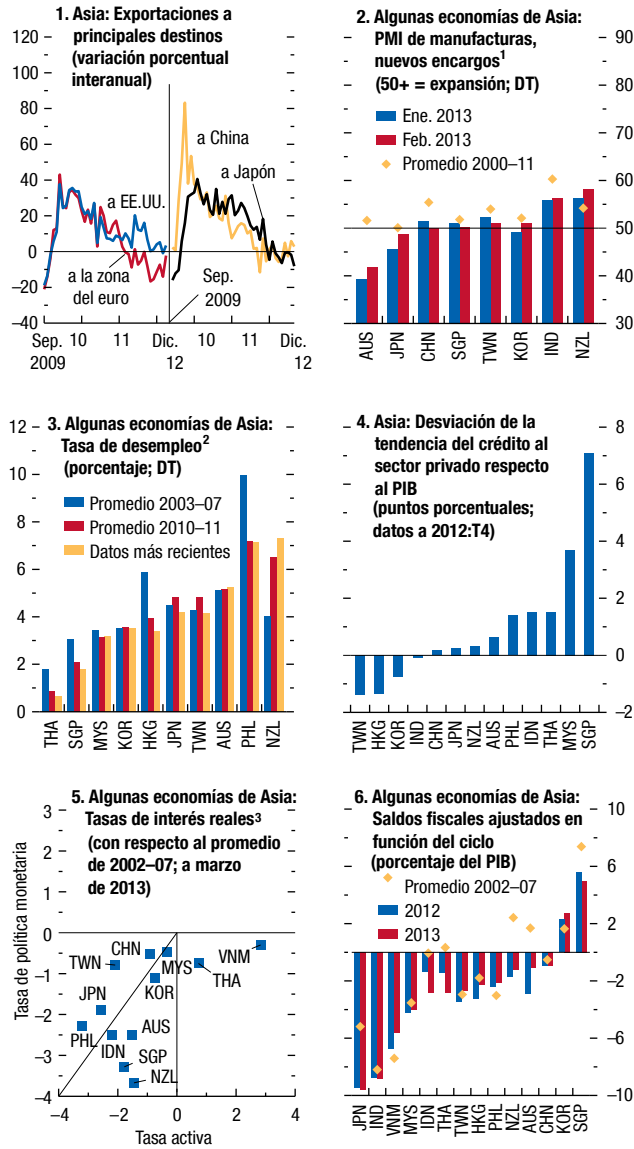 1. Asia: Exportaciones a
principales destinos
(variación porcentual
interanual)
120
100
80
60
40
20
0
–20
–40
a China
a EE.UU.
a Japón
a la zona
del euro
Sep.
2009
Sep.
2009
10
11
Dic.
12
10
11
Dic.
12
2. Algunas economías de Asia:
PMI de manufacturas,
nuevos encargos1
(50+ = expansión; DT)
Ene. 2013
Feb. 2013
Promedio 2000–11
90
80
70
60
50
40
30
AUS
JPN
CHN
SGP
TWN
KOR
IND
NZL
3. Algunas economías de Asia:
Tasa de desempleo2
(porcentaje; DT)
Promedio 2003–07
Promedio 2010–11
Datos más recientes
12
10
8
6
4
2
0
THA
SGP
MYS
KOR
HKG
JPN
TWN
AUS
PHL
NZL
4. Asia: Desviación de la
tendencia del crédito al
sector privado respecto
al PIB
(puntos porcentuales;
datos a 2012:T4)
8
6
4
2
0
–2
TWN
HKG
KOR
IND
CHN
JPN
NZL
AUS
PHL
IDN
THA
MYS
SGP
5. Algunas economías de Asia:
Tasas de interés reales3
(con respecto al promedio
de 2002–07; a marzo
de 2013)
Tasa de política monetaria
3
2
1
0
–1
–2
–3
–4
CHN
TWN
MYS
VNM
THA
KOR
JPN
PHL
IDN
AUS
SGP
NZL
–4
–2
0
2
4
Tasa activa
6. Algunas economías de Asia:
Saldos fiscales ajustados en
función del ciclo
(porcentaje del PIB)
Promedio 2002–07
2012
2013
10
6
2
–2
–6
–10
JPN
IND
VNM
MYS
IDN
THA
TWN
HKG
PHL
NZL
AUS
CHN
KOR
SGP